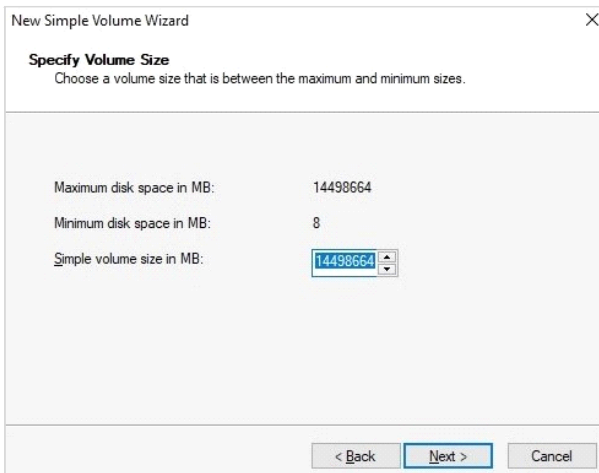 New Simple Volume Wizard
Specify Volume Size
Choose a volume size that is between the maximum and minimum sizes.
Maximum disk space in MB: 14498664
Minimum disk space in MB: 8
Simple volume size in MB: 14498664
< Back Next > Cancel